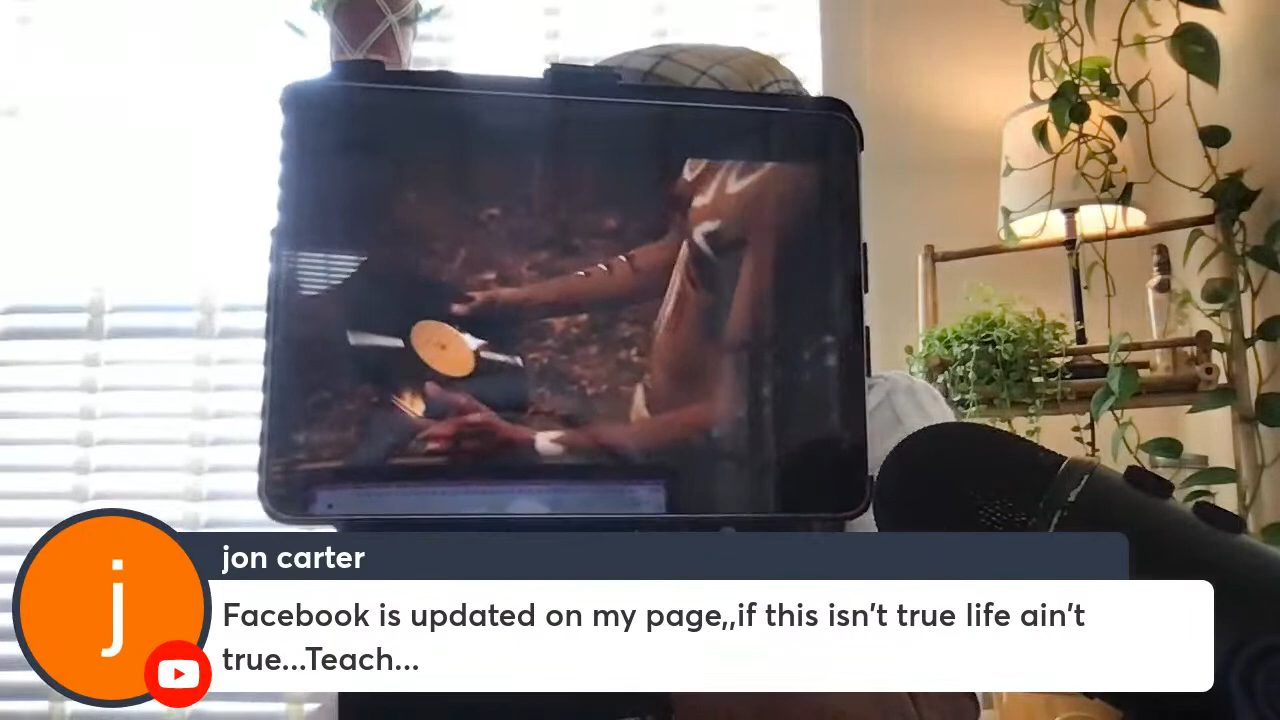 j
jon carter
Facebook is updated on my page,,if this isn't true life ain't
true...Teach...